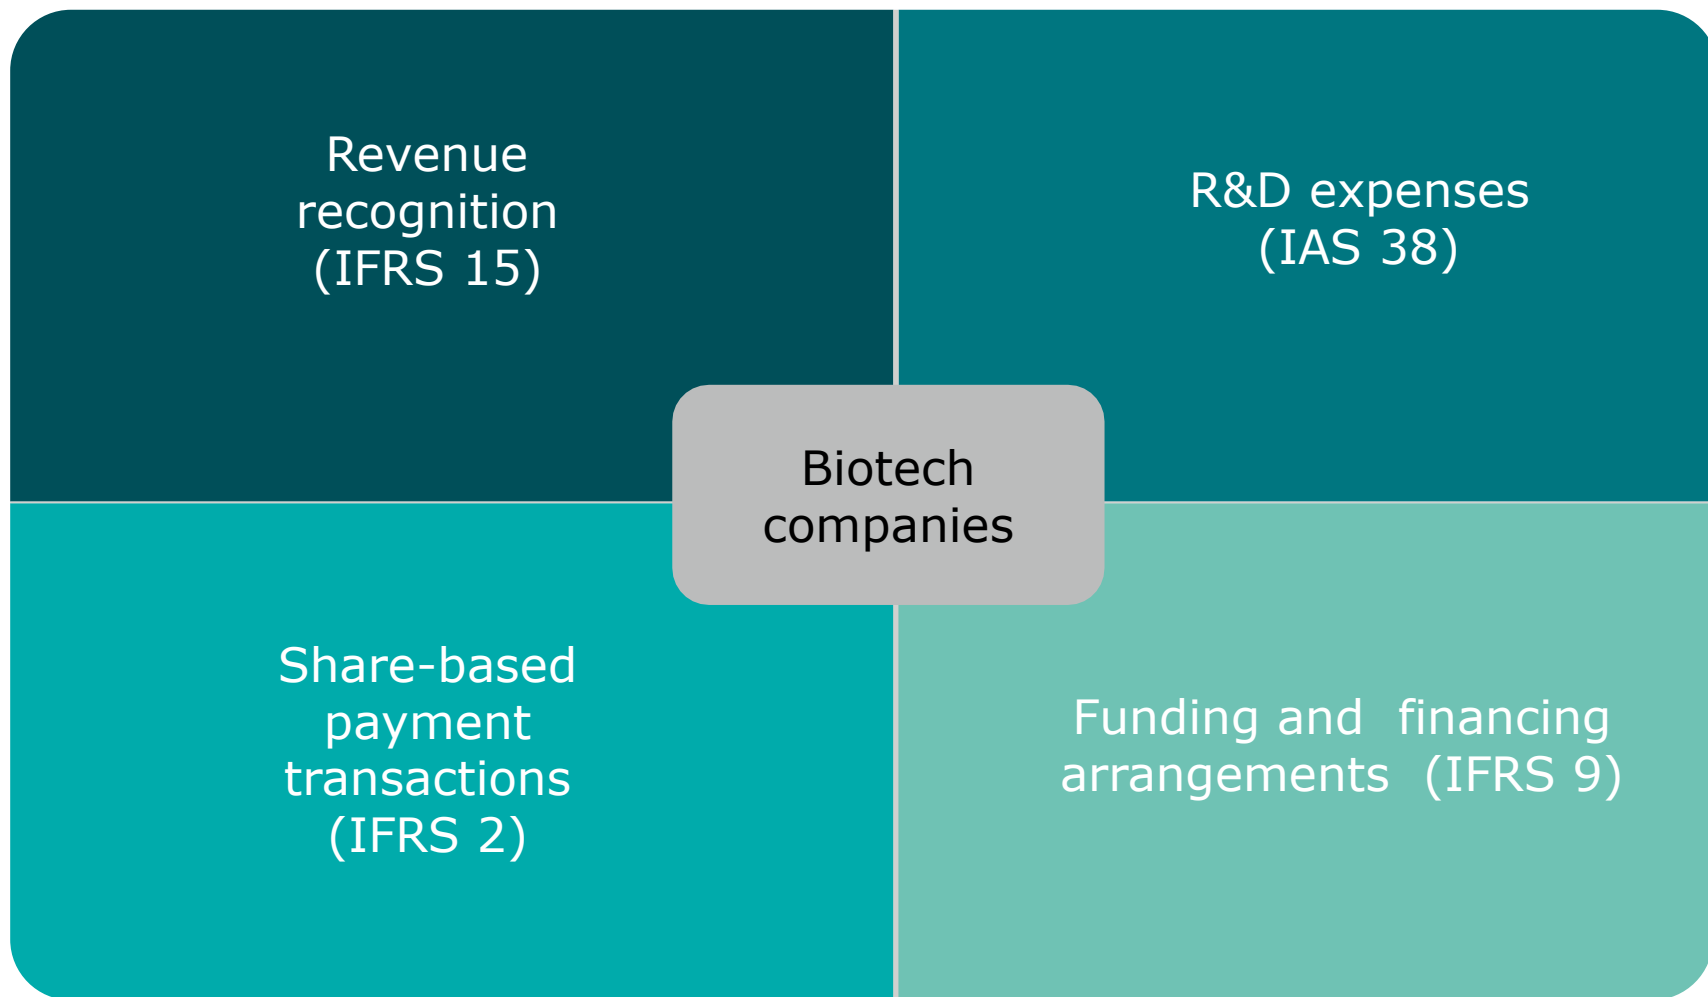 Revenue
recognition
(IFRS 15)
R&D expenses
(IAS 38)
Biotech
companies
Share-based
payment
transactions
(IFRS 2)
Funding and  financing
arrangements  (IFRS 9)